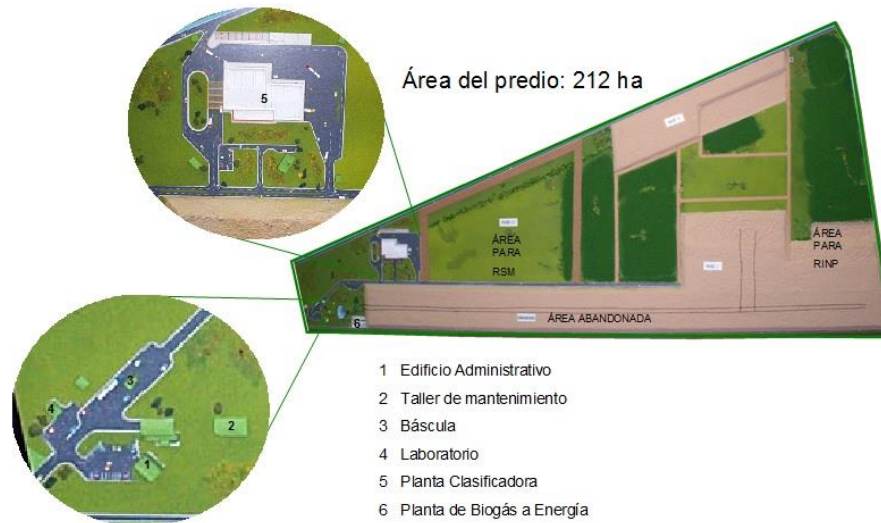 Área del predio: 212 ha
5
ÁREA
PARA
RSM
ÁREA
PARA
RINP
6
ÁREA ABANDONADA
3
4
2
1
1 Edificio Administrativo
2 Taller de mantenimiento
3 Báscula
4 Laboratorio
5 Planta Clasificadora
6 Planta de Biogás a Energía